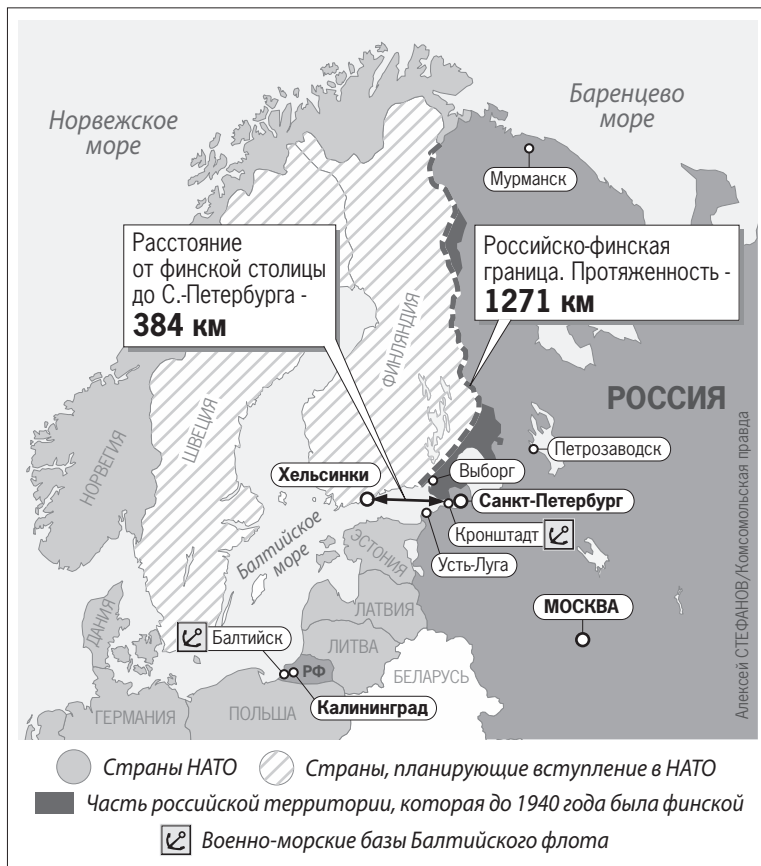 Норвежское
море
Баренцево
море
Мурманск
Расстояние
от финской столицы
до С.-Петербурга -
384 км
Российско-финская
граница. Протяженность -
1271 км
ФИНЛЯНДИЯ
ШВЕЦИЯ
НОРВЕГИЯ
РОССИЯ
Петрозаводск
Выборг
Хельсинки
Санкт-Петербург
Кронштадт
Усть-Луга
Балтийское
море
ЭСТОНИЯ
ЛАТВИЯ
МОСКВА
ДАНИЯ
Балтийск
ЛИТВА
РФ
БЕЛАРУСЬ
Калининград
ГЕРМАНИЯ
ПОЛЬША
Алексей СТЕФАНОВ/Комсомольская правда
Страны НАТО
Страны, планирующие вступление в НАТО
Часть российской территории, которая до 1940 года была финской
Военно-морские базы Балтийского флота